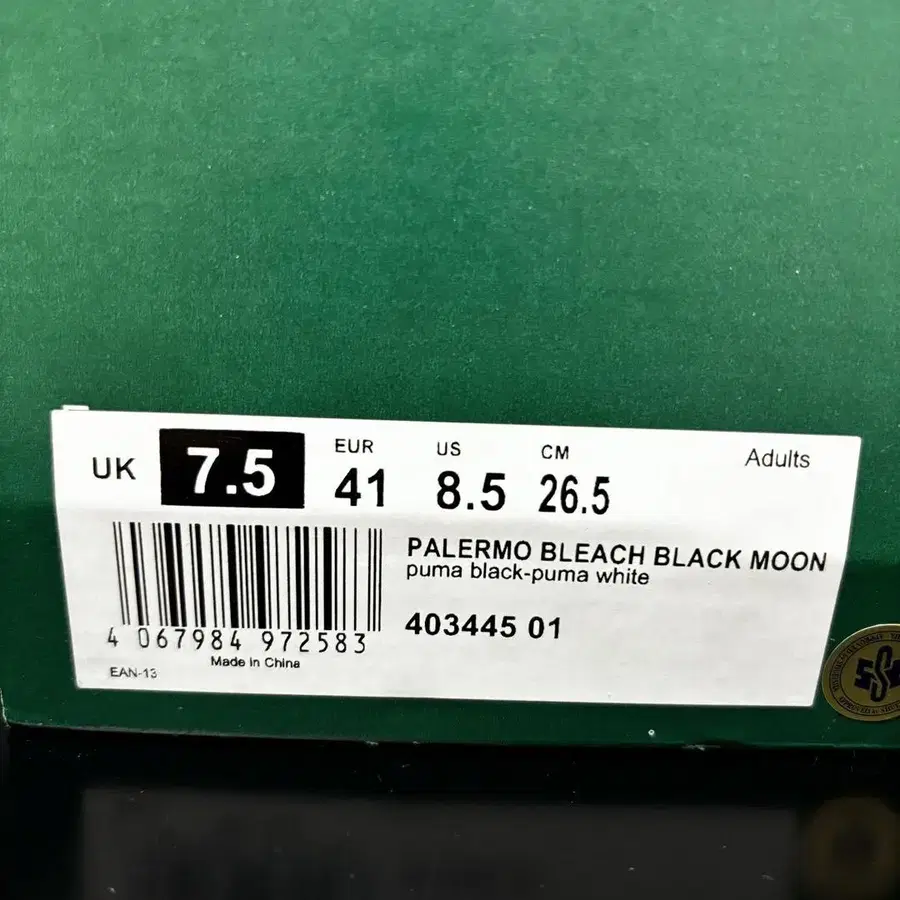 UK 7.5 EUR 41 US 8.5 CM 26.5 Adults
PALERMO BLEACH BLACK MOON
puma black-puma white
403445 01
4 067984 972583
Made in China
EAN-13